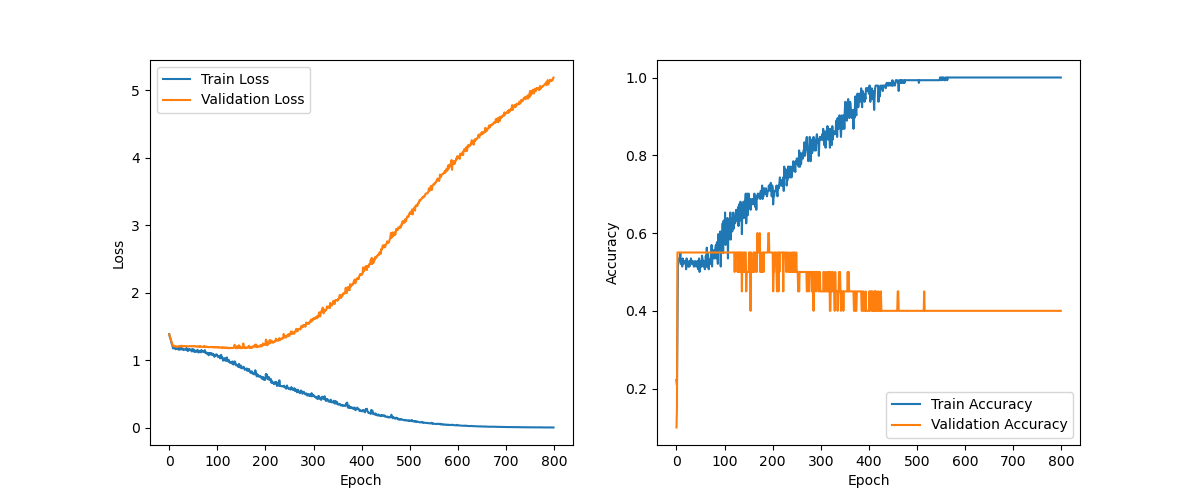 Train Loss
Validation Loss
5
4
3
2
1
0
Loss
0 100 200 300 400 500 600 700 800
Epoch
1.0
0.8
0.6
0.4
0.2
Accuracy
Train Accuracy
Validation Accuracy
0 100 200 300 400 500 600 700 800
Epoch